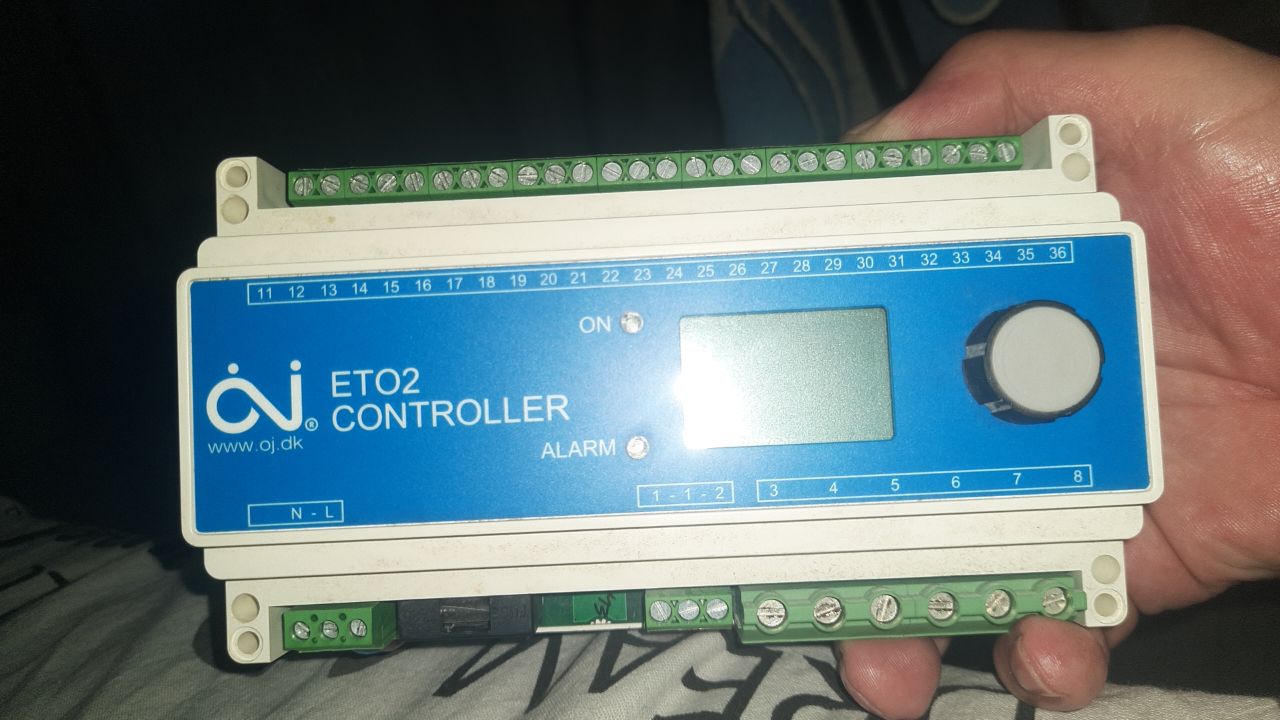 11 12 13 14 15 16 17 18 19 20 21 22 23 24 25 26 27 28 29 30 31 32 33 34 35 36
ON
OJ®
www.oj.dk
ETO2
CONTROLLER
ALARM
N - L
1 - 1 - 2
3 4 5 6 7 8